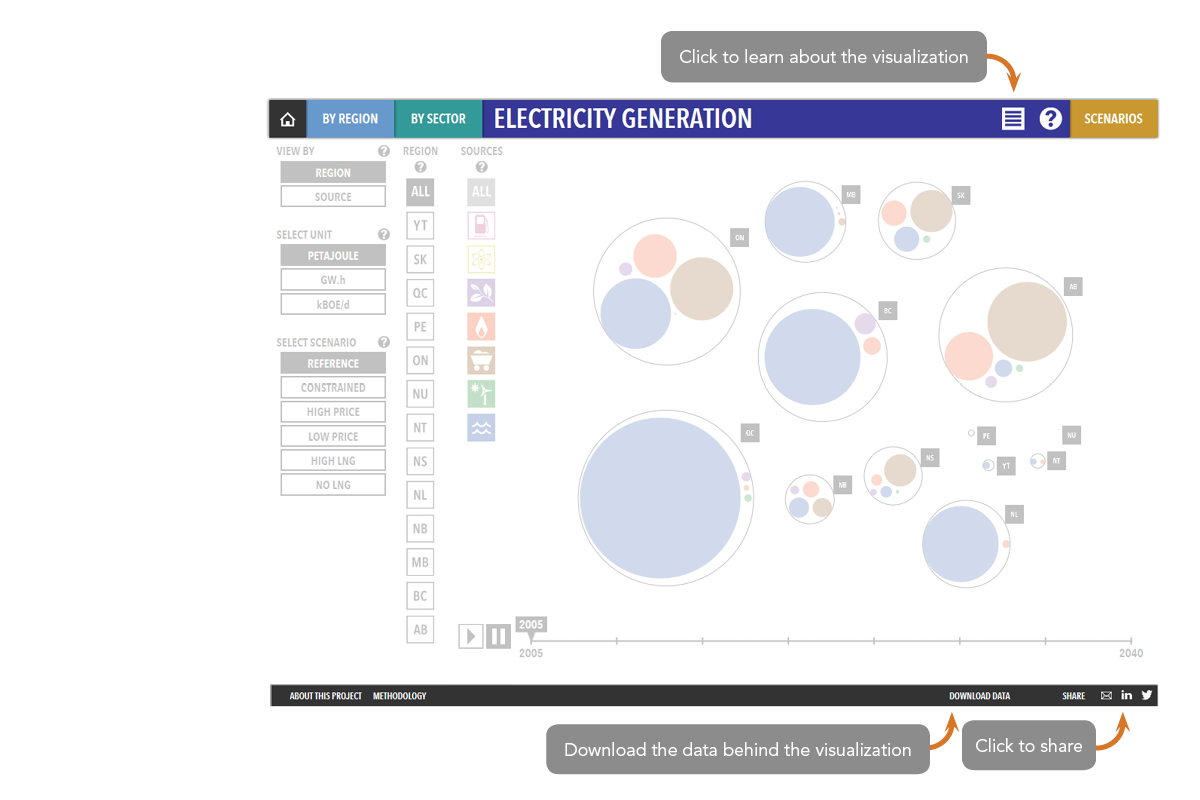 Click to learn about the visualization
BY REGION
BY SECTOR
ELECTRICITY GENERATION
?
SCENARIOS
VIEW BY ?
REGION
SOURCE
SELECT UNIT ?
PETAJOULE
GW.h
kBOE/d
SELECT SCENARIO ?
REFERENCE
CONSTRAINED
HIGH PRICE
LOW PRICE
HIGH LNG
NO LNG
REGION
?
ALL
YT
SK
QC
PE
ON
NU
NT
NS
NL
NB
MB
BC
AB
SOURCES
?
ALL
MB
SK
ON
AB
BC
QC
PE
NU
NS
YT
NT
NB
NL
2005
2005
2040
ABOUT THIS PROJECT
METHODOLOGY
DOWNLOAD DATA
SHARE
in
Download the data behind the visualization
Click to share